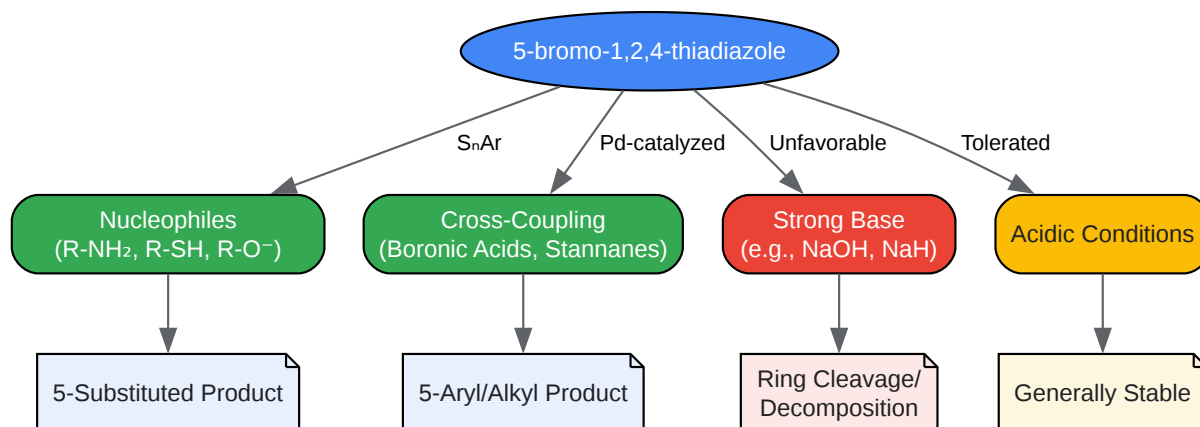 5-bromo-1,2,4-thiadiazole
SₙAr
Pd-catalyzed
Unfavorable
Tolerated
Nucleophiles
(R-NH₂, R-SH, R-O⁻)
Cross-Coupling
(Boronic Acids, Stannanes)
Strong Base
(e.g., NaOH, NaH)
Acidic Conditions
5-Substituted Product
5-Aryl/Alkyl Product
Ring Cleavage/
Decomposition
Generally Stable